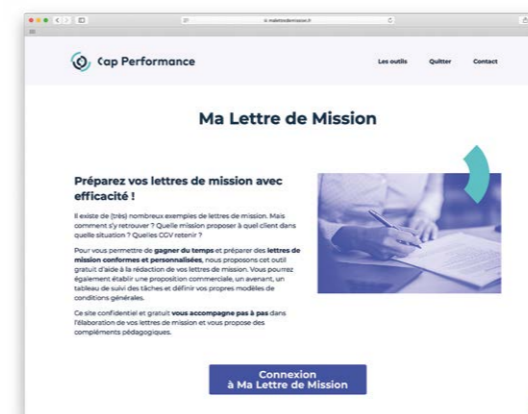 malettredemission.fr
Cap Performance
Les outils Quitter Contact
Ma Lettre de Mission
Préparez vos lettres de mission avec
efficacité !
Il existe de (très) nombreux exemples de lettres de mission. Mais
comment s'y retrouver ? Quelle mission proposer à quel client dans
quelle situation ? Quelles CGV retenir ?
Pour vous permettre de gagner du temps et préparer des lettres de
mission conformes et personnalisées, nous proposons cet outil
gratuit d'aide à la rédaction de vos lettres de mission. Vous pourrez
également établir une proposition commerciale, un avenant, un
tableau de suivi des tâches et définir vos propres modèles de
conditions générales.
Ce site confidentiel et gratuit vous accompagne pas à pas dans
l'élaboration de vos lettres de mission et vous propose des
compléments pédagogiques.
Connexion
à Ma Lettre de Mission